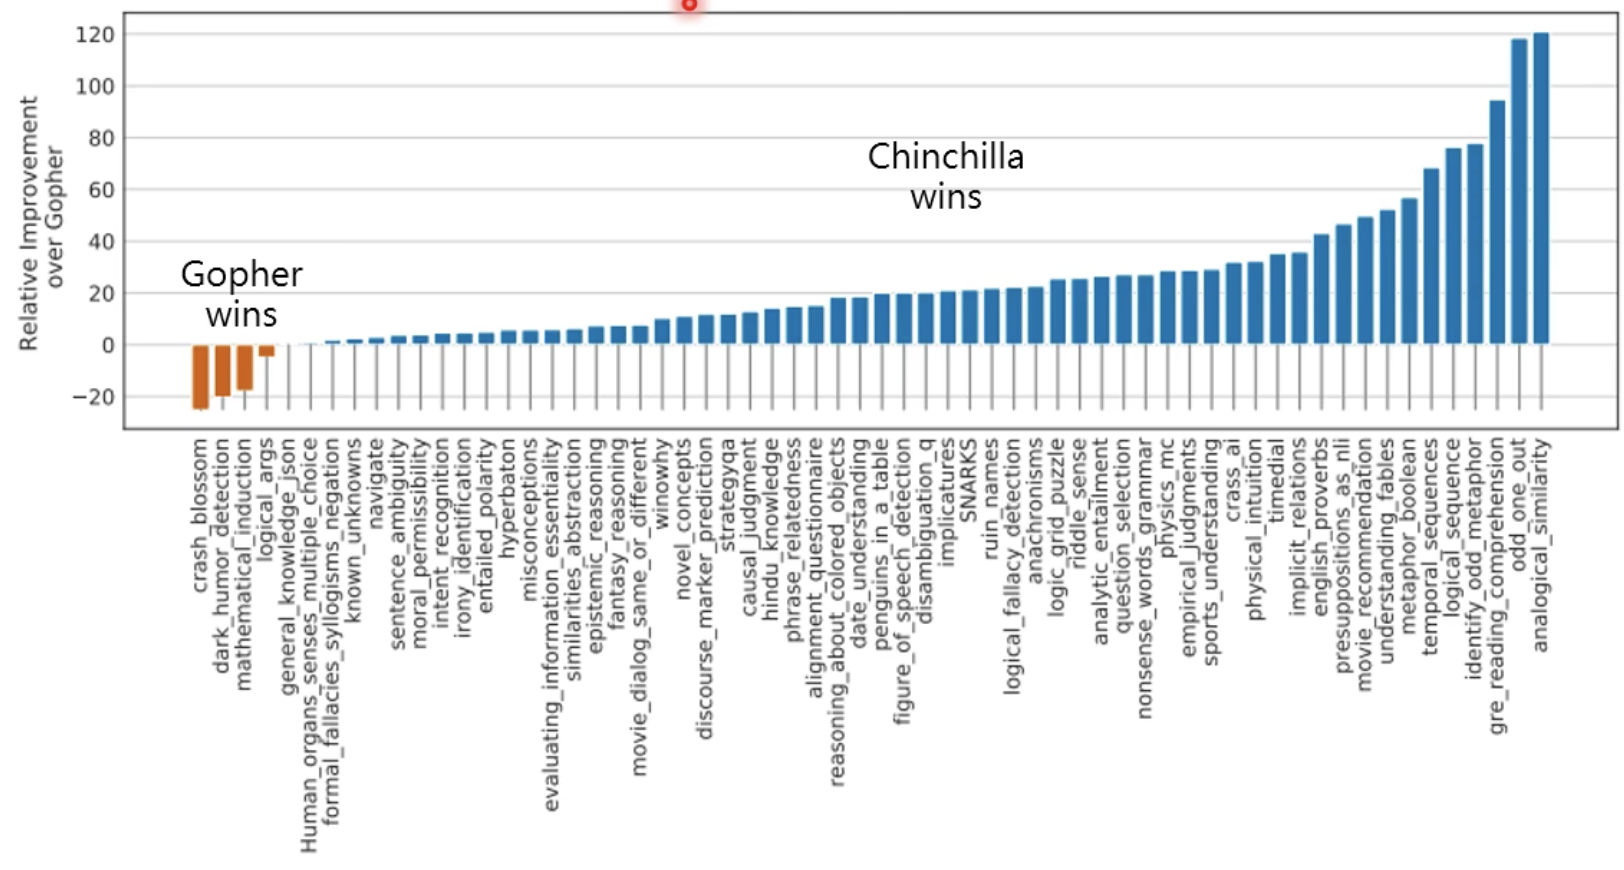 120
100
80
60
40
20
0
−20
Relative Improvement
over Gopher
Gopher
wins
Chinchilla
wins
crash_blossom
dark_humor_detection
mathematical_induction
logical_args
general_knowledge_json
Human_organs_senses_multiple_choice
formal_fallacies_syllogisms_negation
known_unknowns
navigate
sentence_ambiguity
moral_permissibility
intent_recognition
irony_identification
entailed_polarity
hyperbaton
misconceptions
evaluating_information_essentiality
similarities_abstraction
epistemic_reasoning
fantasy_reasoning
movie_dialog_same_or_different
winowhy
novel_concepts
discourse_marker_prediction
strategyqa
causal_judgment
hindu_knowledge
phrase_relatedness
alignment_questionnaire
reasoning_about_colored_objects
date_understanding
penguins_in_a_table
figure_of_speech_detection
disambiguation_q
implicatures
SNARKS
ruin_names
logical_fallacy_detection
anachronisms
logic_grid_puzzle
riddle_sense
analytic_entailment
question_selection
nonsense_words_grammar
physics_mc
empirical_judgments
sports_understanding
crass_ai
physical_intuition
timedial
implicit_relations
english_proverbs
presuppositions_as_nli
movie_recommendation
understanding_fables
metaphor_boolean
temporal_sequences
logical_sequence
identify_odd_metaphor
gre_reading_comprehension
odd_one_out
analogical_similarity